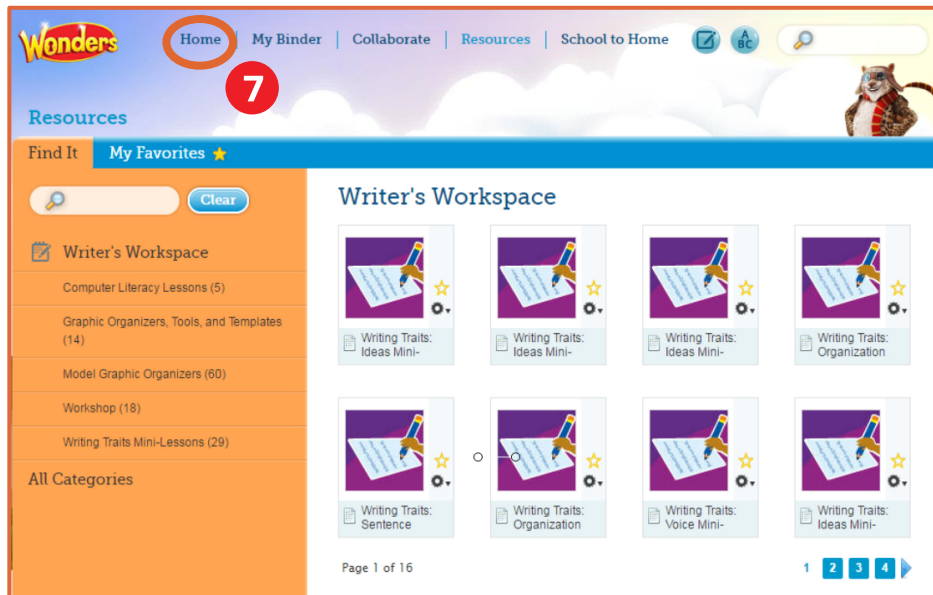 Wonders
Home | My Binder | Collaborate | Resources | School to Home
A
BC
7
Resources
Find It
My Favorites
Clear
Writer's Workspace
Computer Literacy Lessons (5)
Graphic Organizers, Tools, and Templates
(14)
Model Graphic Organizers (60)
Workshop (18)
Writing Traits Mini-Lessons (29)
All Categories
Writer's Workspace
Writing Traits:
Ideas Mini-
Writing Traits:
Ideas Mini-
Writing Traits:
Ideas Mini-
Writing Traits:
Organization
Writing Traits:
Sentence
Writing Traits:
Organization
Writing Traits:
Voice Mini-
Writing Traits:
Ideas Mini-
Page 1 of 16
1 2 3 4